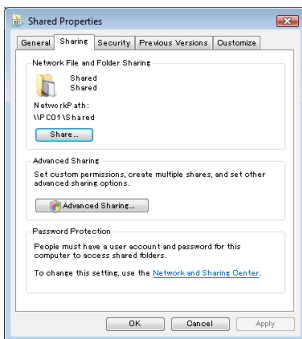 Shared Properties
General Sharing Security Previous Versions Customize
Network File and Folder Sharing
Shared
Shared
Network Path:
\\PC01\Shared
Share...
Advanced Sharing
Set custom permissions, create multiple shares, and set other
advanced sharing options.
Advanced Sharing...
Password Protection
People must have a user account and password for this
computer to access shared folders.
To change this setting, use the Network and Sharing Center.
OK Cancel Apply